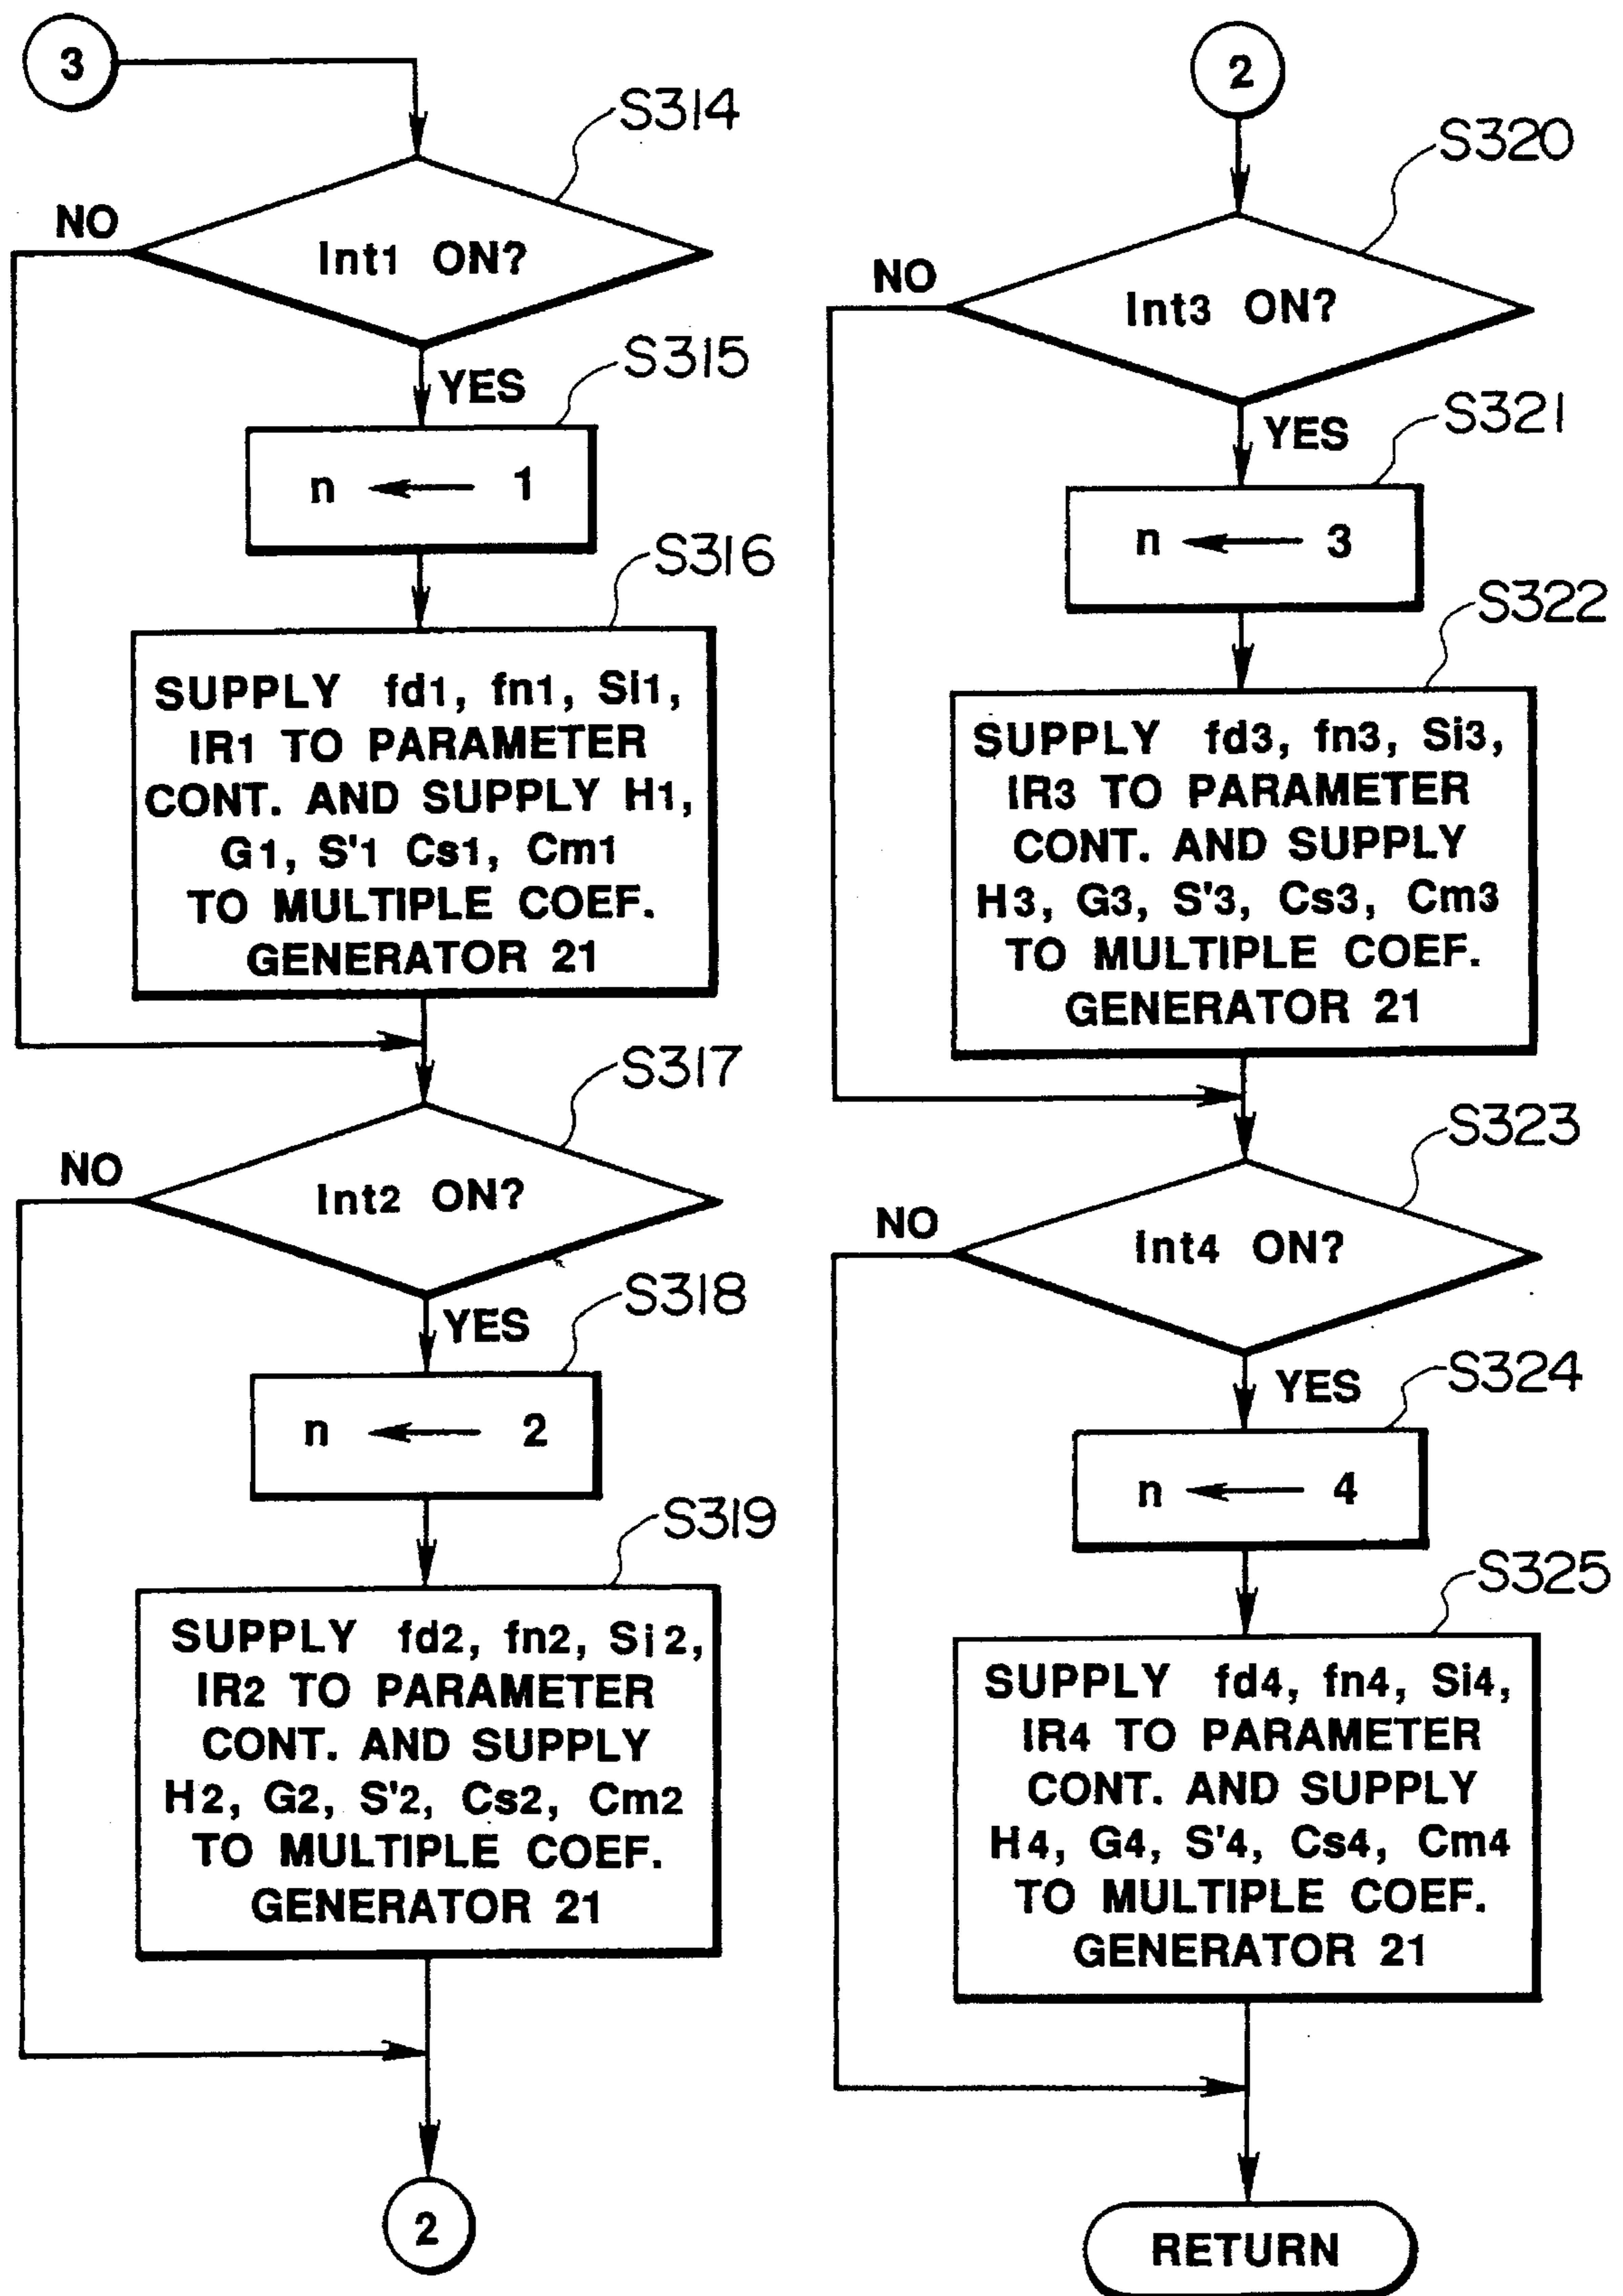 3
S314
NO
Int1 ON?
YES
S315
n ← 1
S316
SUPPLY fd1, fn1, Si1,
IR1 TO PARAMETER
CONT. AND SUPPLY H1,
G1, S'1 Cs1, Cm1
TO MULTIPLE COEF.
GENERATOR 21
S317
NO
Int2 ON?
YES
S318
n ← 2
S319
SUPPLY fd2, fn2, Si2,
IR2 TO PARAMETER
CONT. AND SUPPLY
H2, G2, S'2, Cs2, Cm2
TO MULTIPLE COEF.
GENERATOR 21
2
2
S320
NO
Int3 ON?
YES
S321
n ← 3
S322
SUPPLY fd3, fn3, Si3,
IR3 TO PARAMETER
CONT. AND SUPPLY
H3, G3, S'3, Cs3, Cm3
TO MULTIPLE COEF.
GENERATOR 21
S323
NO
Int4 ON?
YES
S324
n ← 4
S325
SUPPLY fd4, fn4, Si4,
IR4 TO PARAMETER
CONT. AND SUPPLY
H4, G4, S'4, Cs4, Cm4
TO MULTIPLE COEF.
GENERATOR 21
RETURN